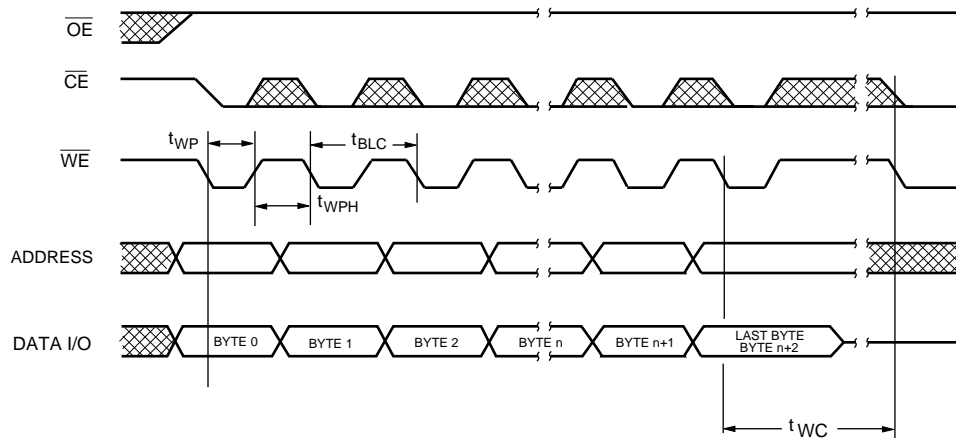 OE
CE
tWP
tBLC
WE
tWPH
ADDRESS
DATA I/O
BYTE 0
BYTE 1
BYTE 2
BYTE n
BYTE n+1
LAST BYTE
BYTE n+2
tWC